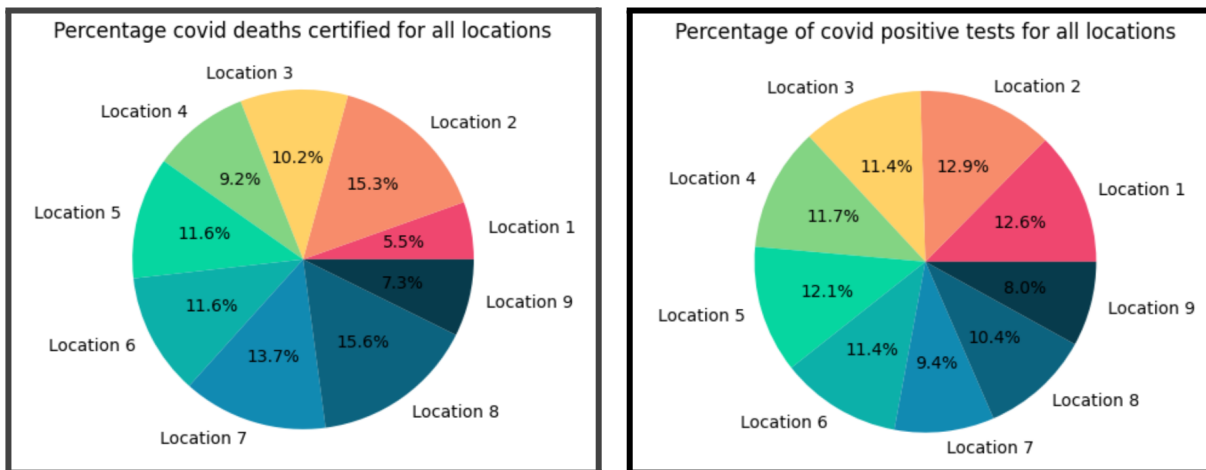 Percentage covid deaths certified for all locations
Location 3
Location 4
Location 2
10.2%
9.2%
15.3%
Location 5
11.6%
Location 1
5.5%
7.3%
11.6%
Location 9
Location 6
13.7%
15.6%
Location 8
Location 7
Percentage of covid positive tests for all locations
Location 3
Location 2
11.4%
12.9%
Location 4
Location 1
11.7%
12.6%
12.1%
8.0%
Location 5
Location 9
11.4%
10.4%
9.4%
Location 8
Location 6
Location 7